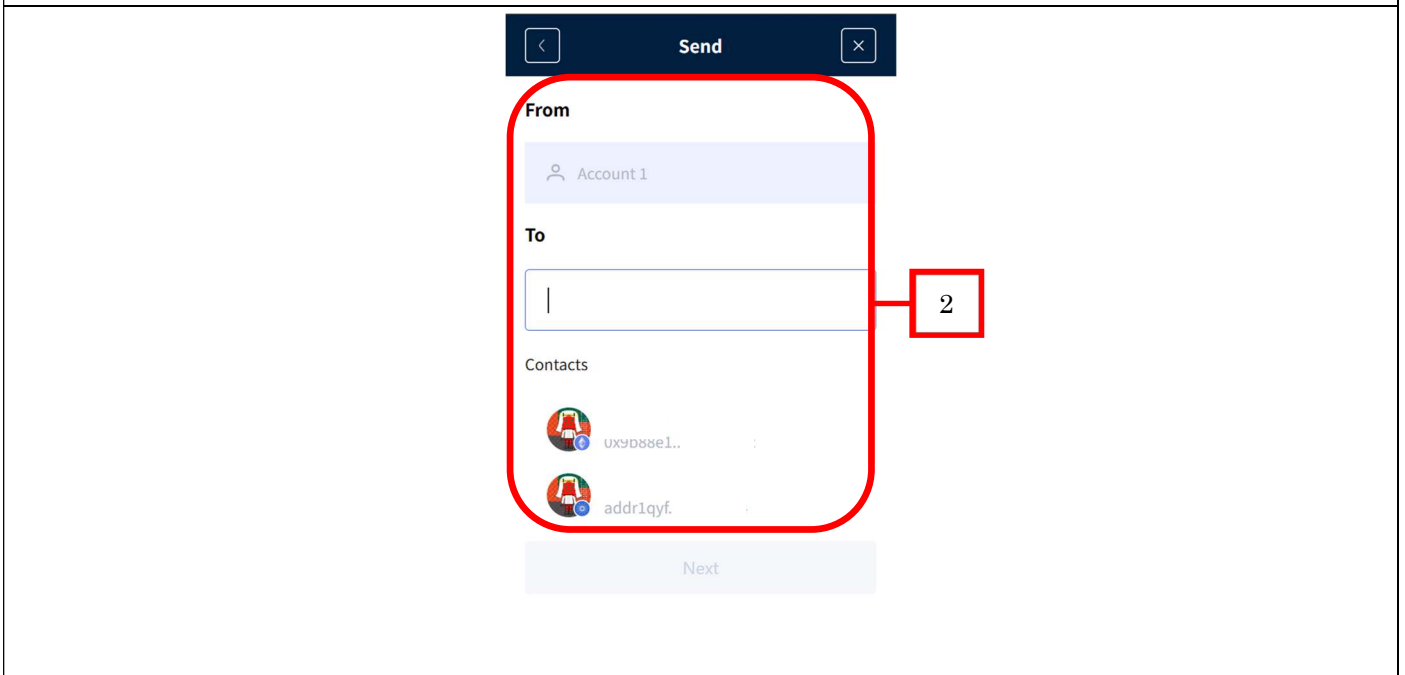 Send
From
Account 1
To
2
Contacts
0x9b88e1..
addr1qyf.
Next